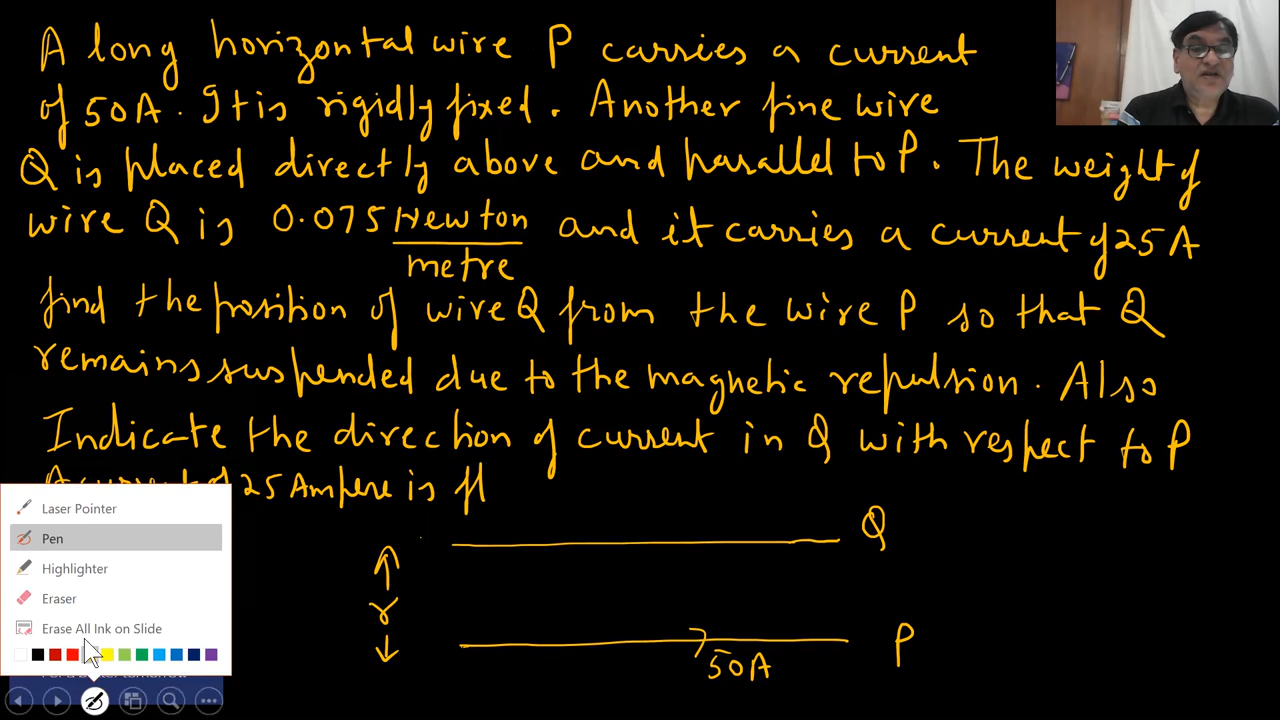 A long horizontal wire P carries a current
of 50A. It is rigidly fixed. Another fine wire
Q is placed directly above and parallel to P. The weight of
wire Q is 0.075 Newton/metre and it carries a current of 25 A
find the position of wire Q from the wire P so that Q
remains suspended due to the magnetic repulsion. Also
Indicate the direction of current in Q with respect to P
25 Ampere is fl
Laser Pointer
Pen
Highlighter
Eraser
Erase All Ink on Slide
Q
r
P
50A